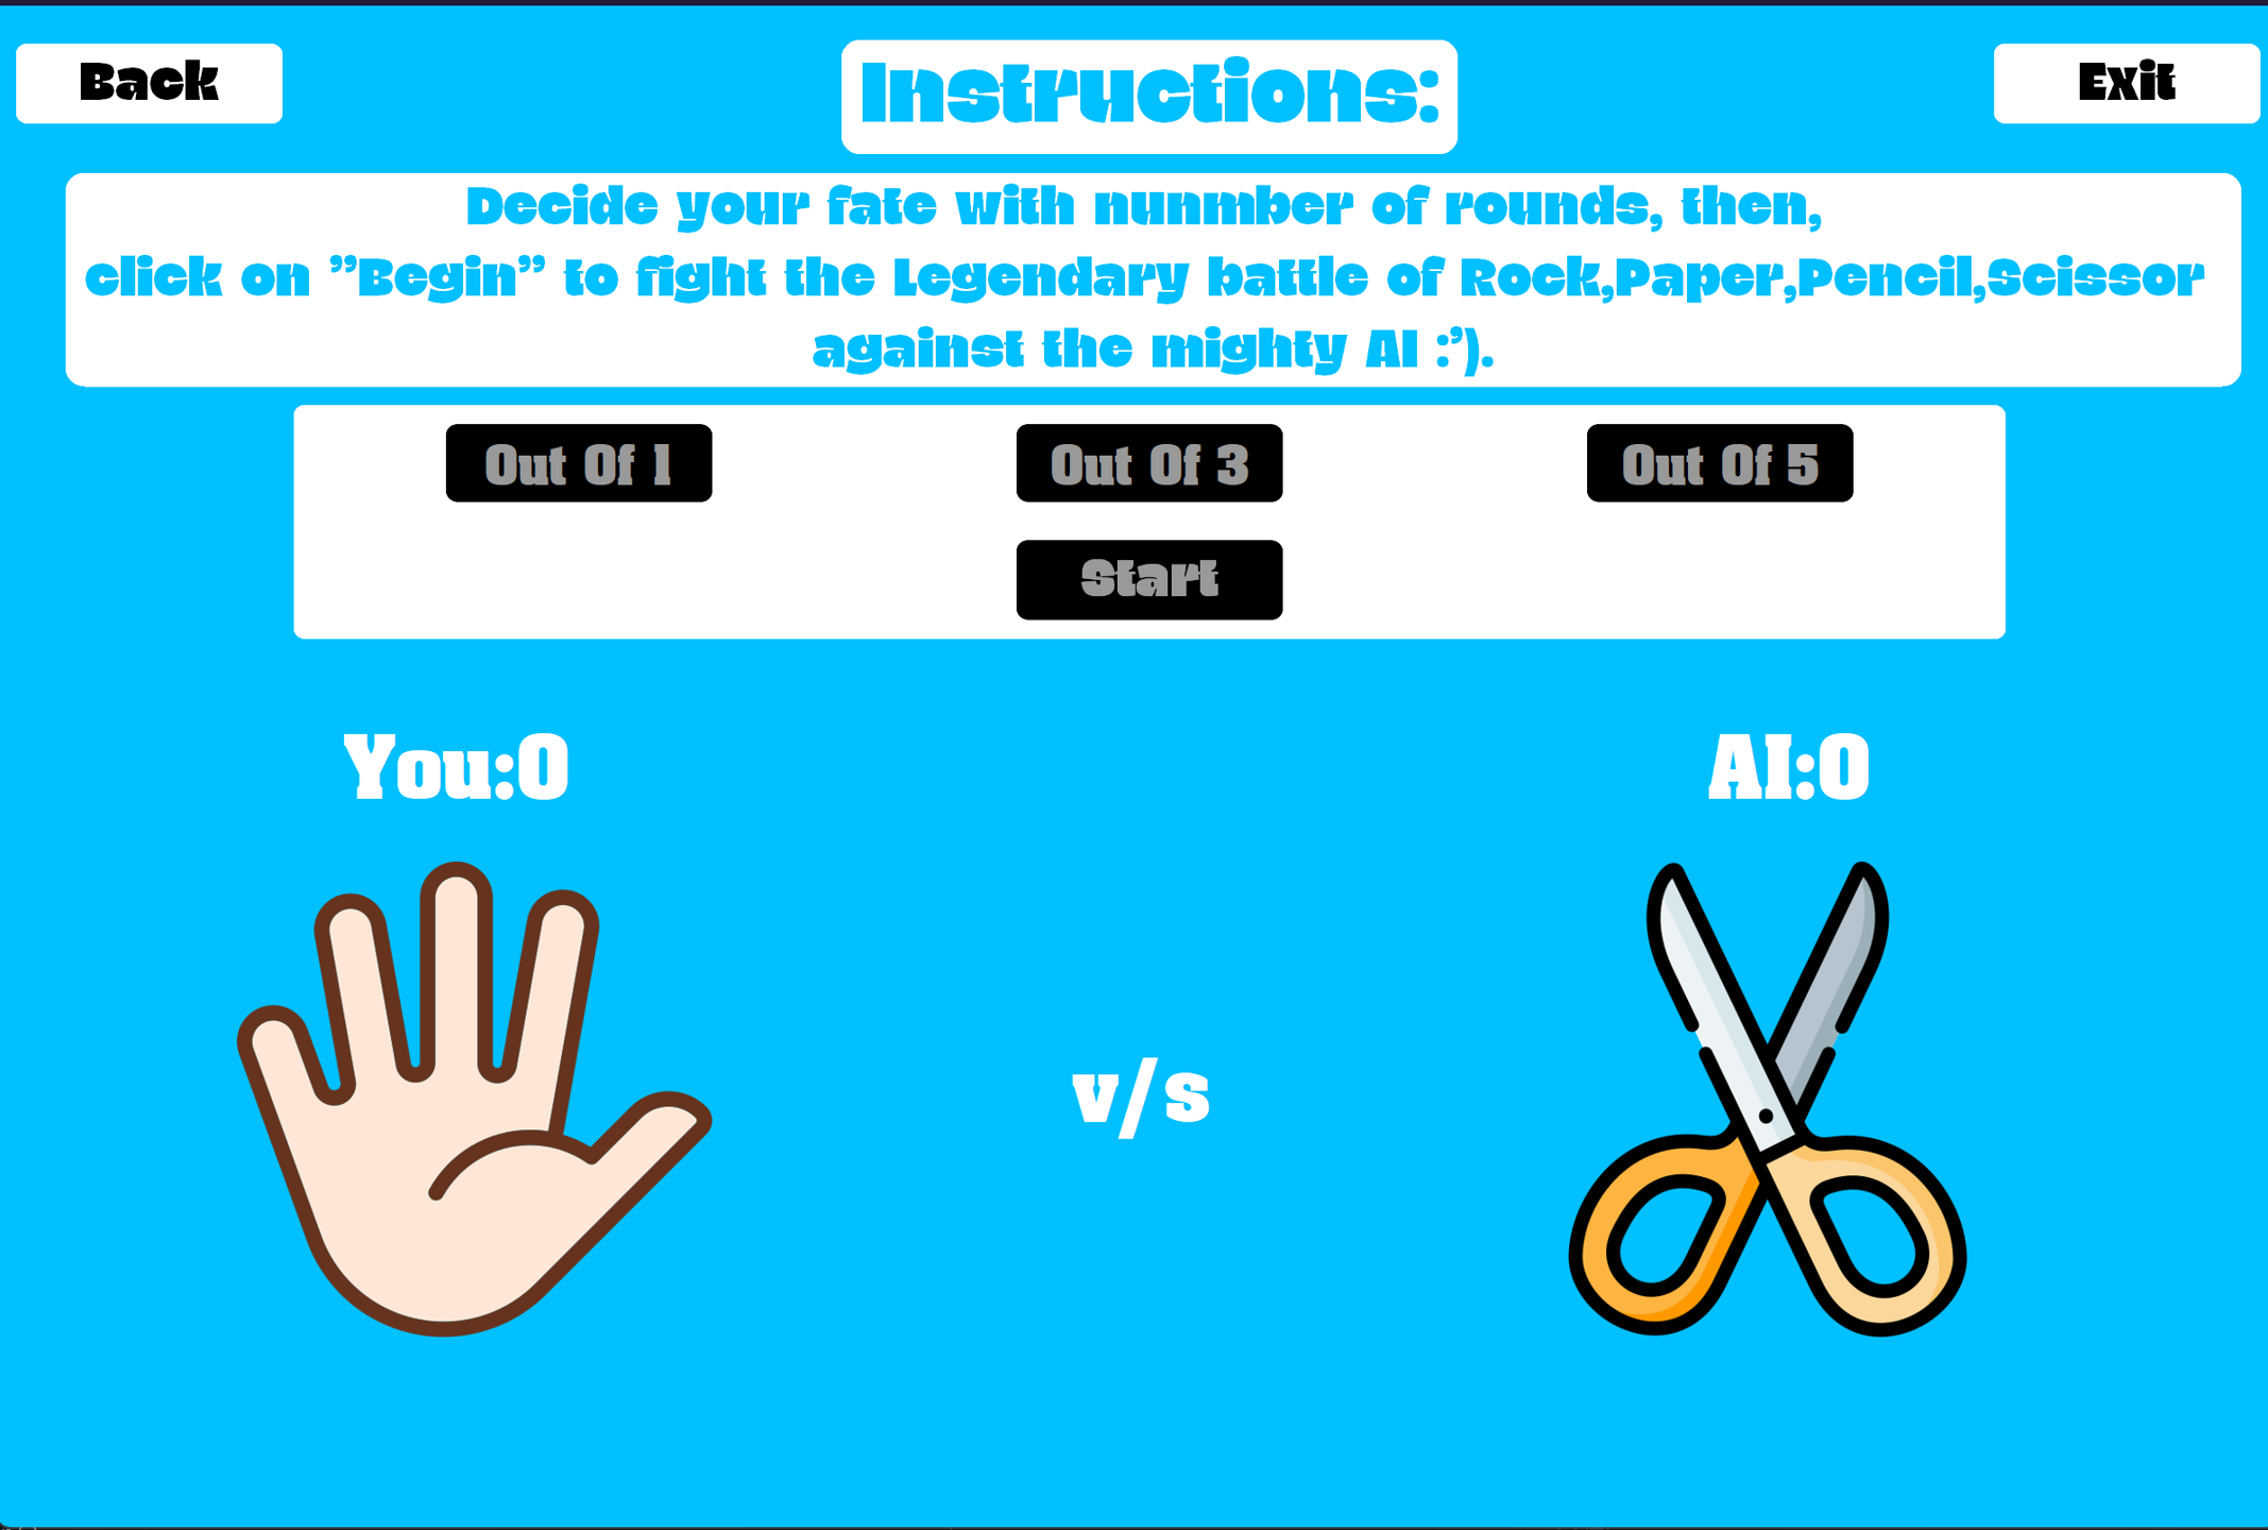 Back
Instructions:
Exit
Decide your fate with nunmber of rounds, then,
click on ”Begin” to fight the Legendary battle of Rock,Paper,Pencil,Scissor
against the mighty AI :’).
Out Of 1
Out Of 3
Out Of 5
Start
You:0
AI:0
v/s